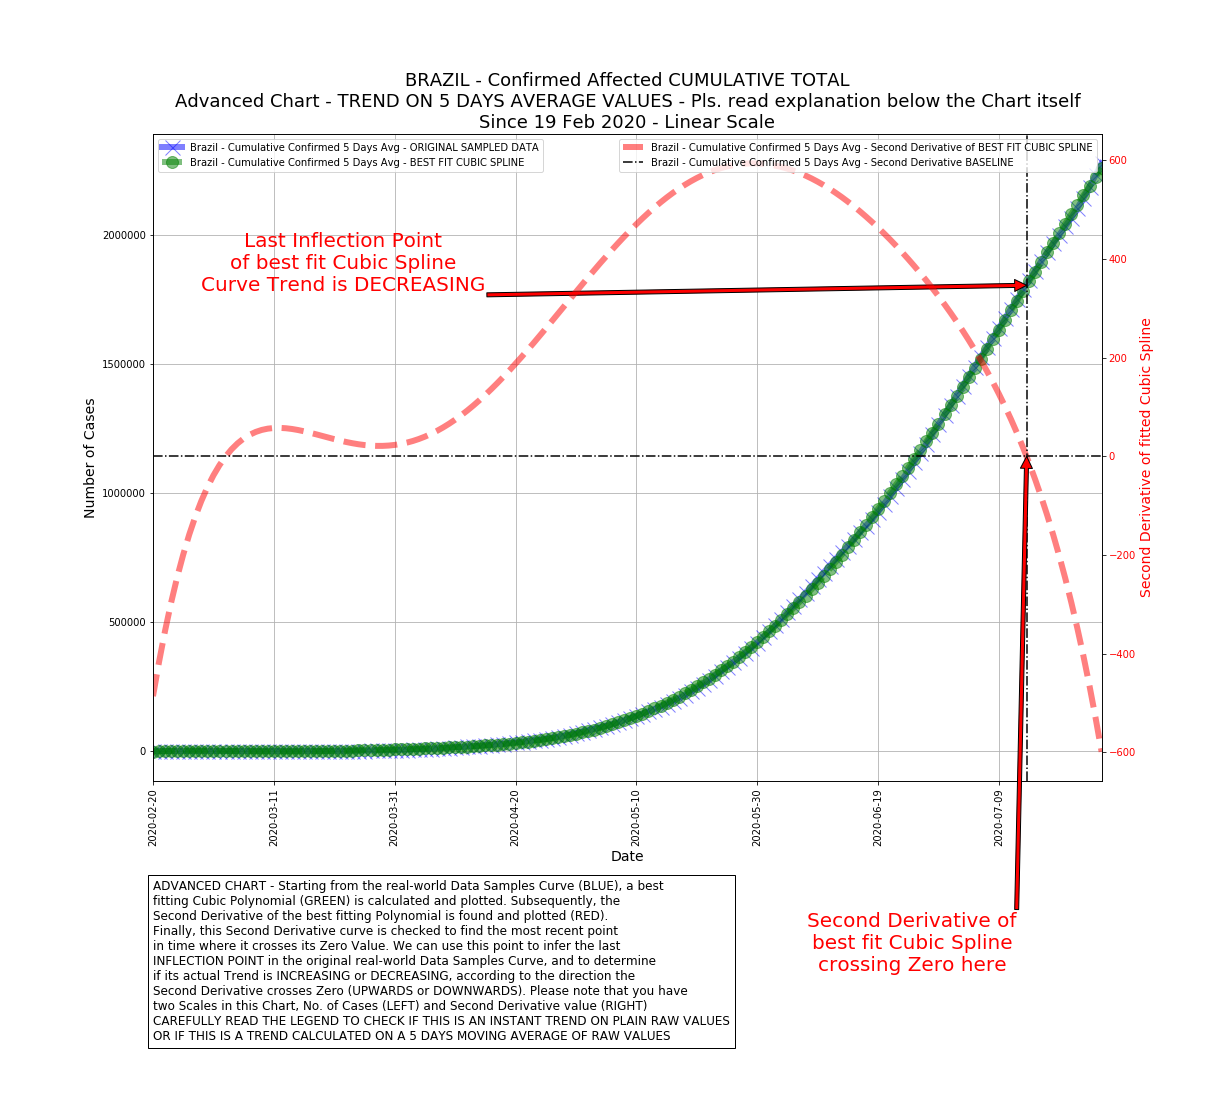 BRAZIL - Confirmed Affected CUMULATIVE TOTAL
Advanced Chart - TREND ON 5 DAYS AVERAGE VALUES - Pls. read explanation below the Chart itself
Since 19 Feb 2020 - Linear Scale
Brazil - Cumulative Confirmed 5 Days Avg - ORIGINAL SAMPLED DATA
Brazil - Cumulative Confirmed 5 Days Avg - BEST FIT CUBIC SPLINE
Brazil - Cumulative Confirmed 5 Days Avg - Second Derivative of BEST FIT CUBIC SPLINE
Brazil - Cumulative Confirmed 5 Days Avg - Second Derivative BASELINE
Last Inflection Point
of best fit Cubic Spline
Curve Trend is DECREASING
Number of Cases
2000000
1500000
1000000
500000
0
600
400
200
0
−200
−400
−600
Second Derivative of fitted Cubic Spline
2020-02-20
2020-03-11
2020-03-31
2020-04-20
2020-05-10
2020-05-30
2020-06-19
2020-07-09
Date
Second Derivative of
best fit Cubic Spline
crossing Zero here
ADVANCED CHART - Starting from the real-world Data Samples Curve (BLUE), a best
fitting Cubic Polynomial (GREEN) is calculated and plotted. Subsequently, the
Second Derivative of the best fitting Polynomial is found and plotted (RED).
Finally, this Second Derivative curve is checked to find the most recent point
in time where it crosses its Zero Value. We can use this point to infer the last
INFLECTION POINT in the original real-world Data Samples Curve, and to determine
if its actual Trend is INCREASING or DECREASING, according to the direction the
Second Derivative crosses Zero (UPWARDS or DOWNWARDS). Please note that you have
two Scales in this Chart, No. of Cases (LEFT) and Second Derivative value (RIGHT)
CAREFULLY READ THE LEGEND TO CHECK IF THIS IS AN INSTANT TREND ON PLAIN RAW VALUES
OR IF THIS IS A TREND CALCULATED ON A 5 DAYS MOVING AVERAGE OF RAW VALUES